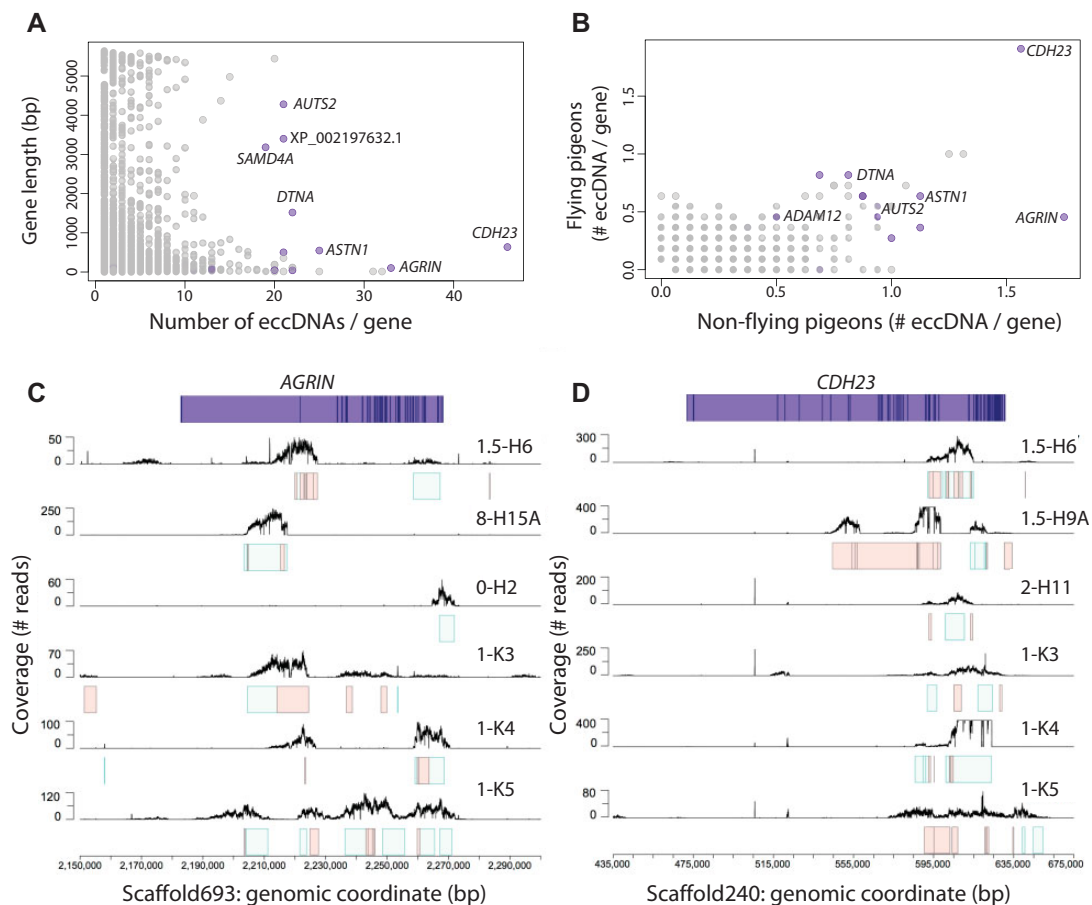 A
Gene length (bp)
5000
4000
3000
2000
1000
0
AUTS2
XP_002197632.1
SAMD4A
DTNA
ASTN1
AGRIN
CDH23
0 10 20 30 40
Number of eccDNAs / gene
B
Flying pigeons
(# eccDNA / gene)
1.5
1.0
0.5
0.0
CDH23
DTNA
ASTN1
ADAM12
AUTS2
AGRIN
0.0 0.5 1.0 1.5
Non-flying pigeons (# eccDNA / gene)
C
AGRIN
Coverage (# reads)
50
0
1.5-H6
250
0
8-H15A
60
0
0-H2
70
0
1-K3
100
0
1-K4
120
0
1-K5
2,150,000 2,190,000 2,230,000 2,250,000 2,270,000 2,290,000
Scaffold693: genomic coordinate (bp)
D
CDH23
Coverage (# reads)
300
0
1.5-H6'
400
0
1.5-H9A
200
0
2-H11
250
0
1-K3
400
0
1-K4
80
0
1-K5
435,000 475,000 515,000 555,000 595,000 635,000 675,000
Scaffold240: genomic coordinate (bp)